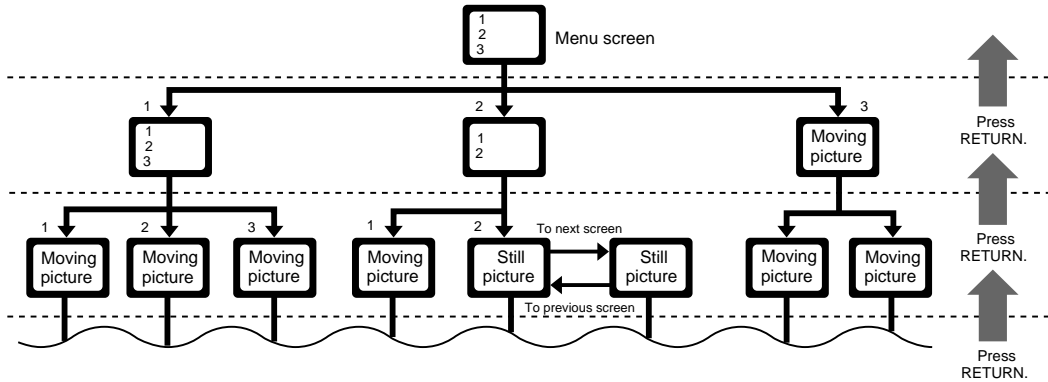 1
2
3
Menu screen
1
2
3
Press
RETURN.
1
2
3
1
2
Moving
picture
1
2
3
1
2
To next screen
Press
RETURN.
Moving
picture
Moving
picture
Moving
picture
Moving
picture
Still
picture
Still
picture
Moving
picture
Moving
picture
To previous screen
Press
RETURN.